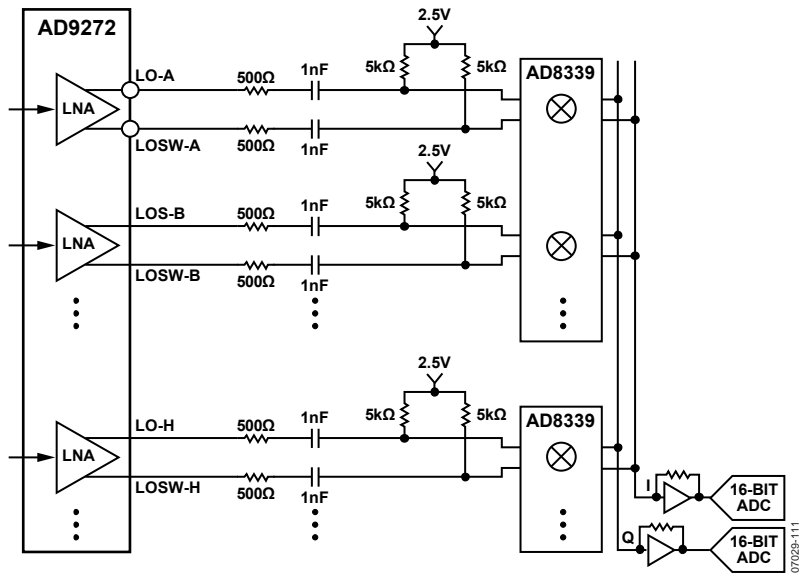 AD9272
LNA
LO-A
500Ω
1nF
2.5V
5kΩ
5kΩ
AD8339
LOSW-A
500Ω
1nF
LNA
LOS-B
500Ω
1nF
2.5V
5kΩ
5kΩ
LOSW-B
500Ω
1nF
LNA
LO-H
500Ω
1nF
2.5V
5kΩ
5kΩ
AD8339
LOSW-H
500Ω
1nF
I
16-BIT
ADC
Q
16-BIT
ADC
07029-111